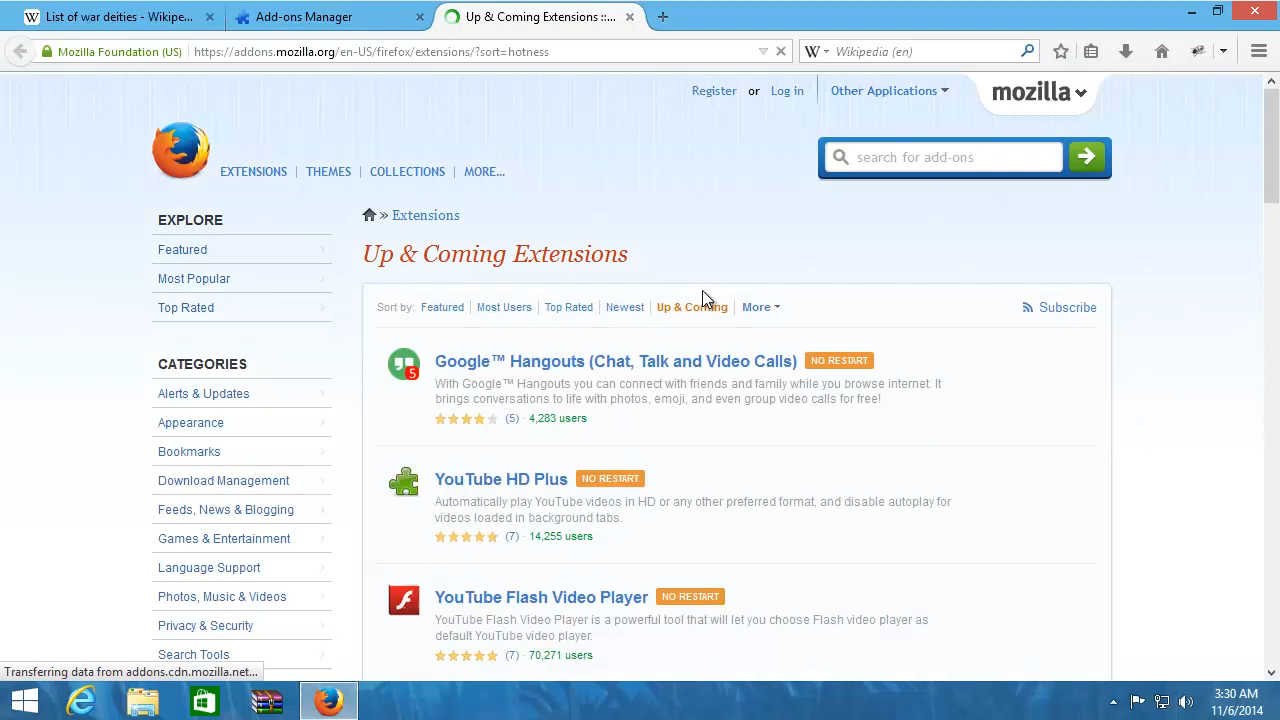 List of war deities - Wikipe...
Add-ons Manager
Up & Coming Extensions ::...
Mozilla Foundation (US)
https://addons.mozilla.org/en-US/firefox/extensions/?sort=hotness
W
Wikipedia (en)
Register or Log in
Other Applications
mozilla
EXTENSIONS | THEMES | COLLECTIONS | MORE...
search for add-ons
EXPLORE
Featured
Most Popular
Top Rated
CATEGORIES
Alerts & Updates
Appearance
Bookmarks
Download Management
Feeds, News & Blogging
Games & Entertainment
Language Support
Photos, Music & Videos
Privacy & Security
Search Tools
» Extensions
Up & Coming Extensions
Sort by: Featured Most Users Top Rated Newest Up & Coming More
Subscribe
Google™ Hangouts (Chat, Talk and Video Calls) NO RESTART
5
With Google™ Hangouts you can connect with friends and family while you browse internet. It
brings conversations to life with photos, emoji, and even group video calls for free!
(5) · 4,283 users
YouTube HD Plus NO RESTART
Automatically play YouTube videos in HD or any other preferred format, and disable autoplay for
videos loaded in background tabs.
(7) · 14,255 users
YouTube Flash Video Player NO RESTART
YouTube Flash Video Player is a powerful tool that will let you choose Flash video player as
default YouTube video player.
(7) · 70,271 users
Transferring data from addons.cdn.mozilla.net...
3:30 AM
11/6/2014